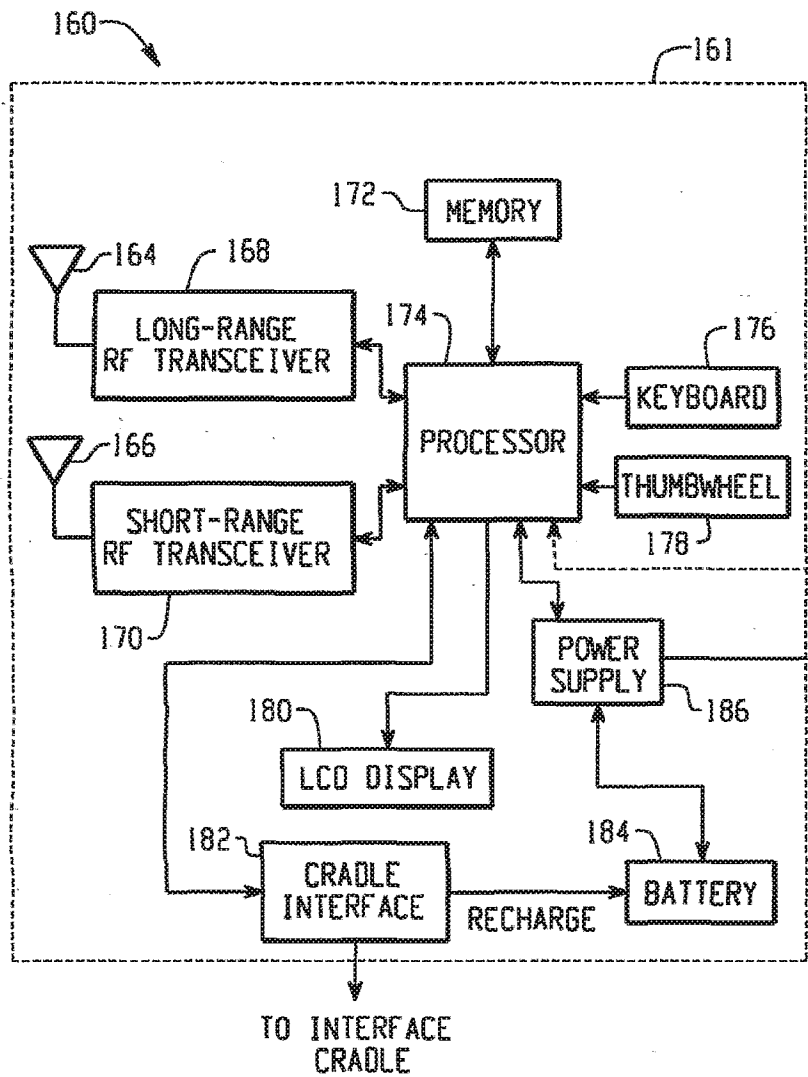 160
161
172
MEMORY
164
168
LONG-RANGE
RF TRANSCEIVER
174
PROCESSOR
176
KEYBOARD
166
SHORT-RANGE
RF TRANSCEIVER
170
THUMBWHEEL
178
POWER
SUPPLY
186
180
LCD DISPLAY
182
CRADLE
INTERFACE
RECHARGE
184
BATTERY
TO INTERFACE
CRADLE